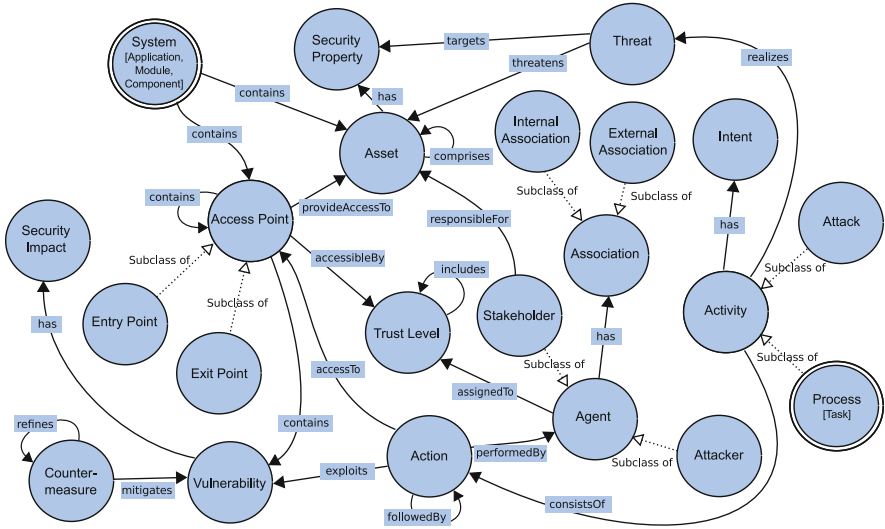 System
[Application,
Module,
Component]
Security
Property
targets
Threat
realizes
threatens
contains
has
contains
Asset
comprises
Internal
Association
External
Association
Intent
contains
Access Point
provideAccessTo
responsibleFor
Subclass of
Subclass of
Attack
Security
Impact
Subclass of
accessibleBy
Association
has
Subclass of
includes
Subclass of
Entry Point
Trust Level
Stakeholder
Activity
has
has
Subclass of
Subclass of
Exit Point
accessTo
assignedTo
Process
[Task]
refines
contains
Agent
performedBy
Subclass of
Attacker
Counter-
measure
mitigates
Vulnerability
exploits
Action
followedBy
consistsOf